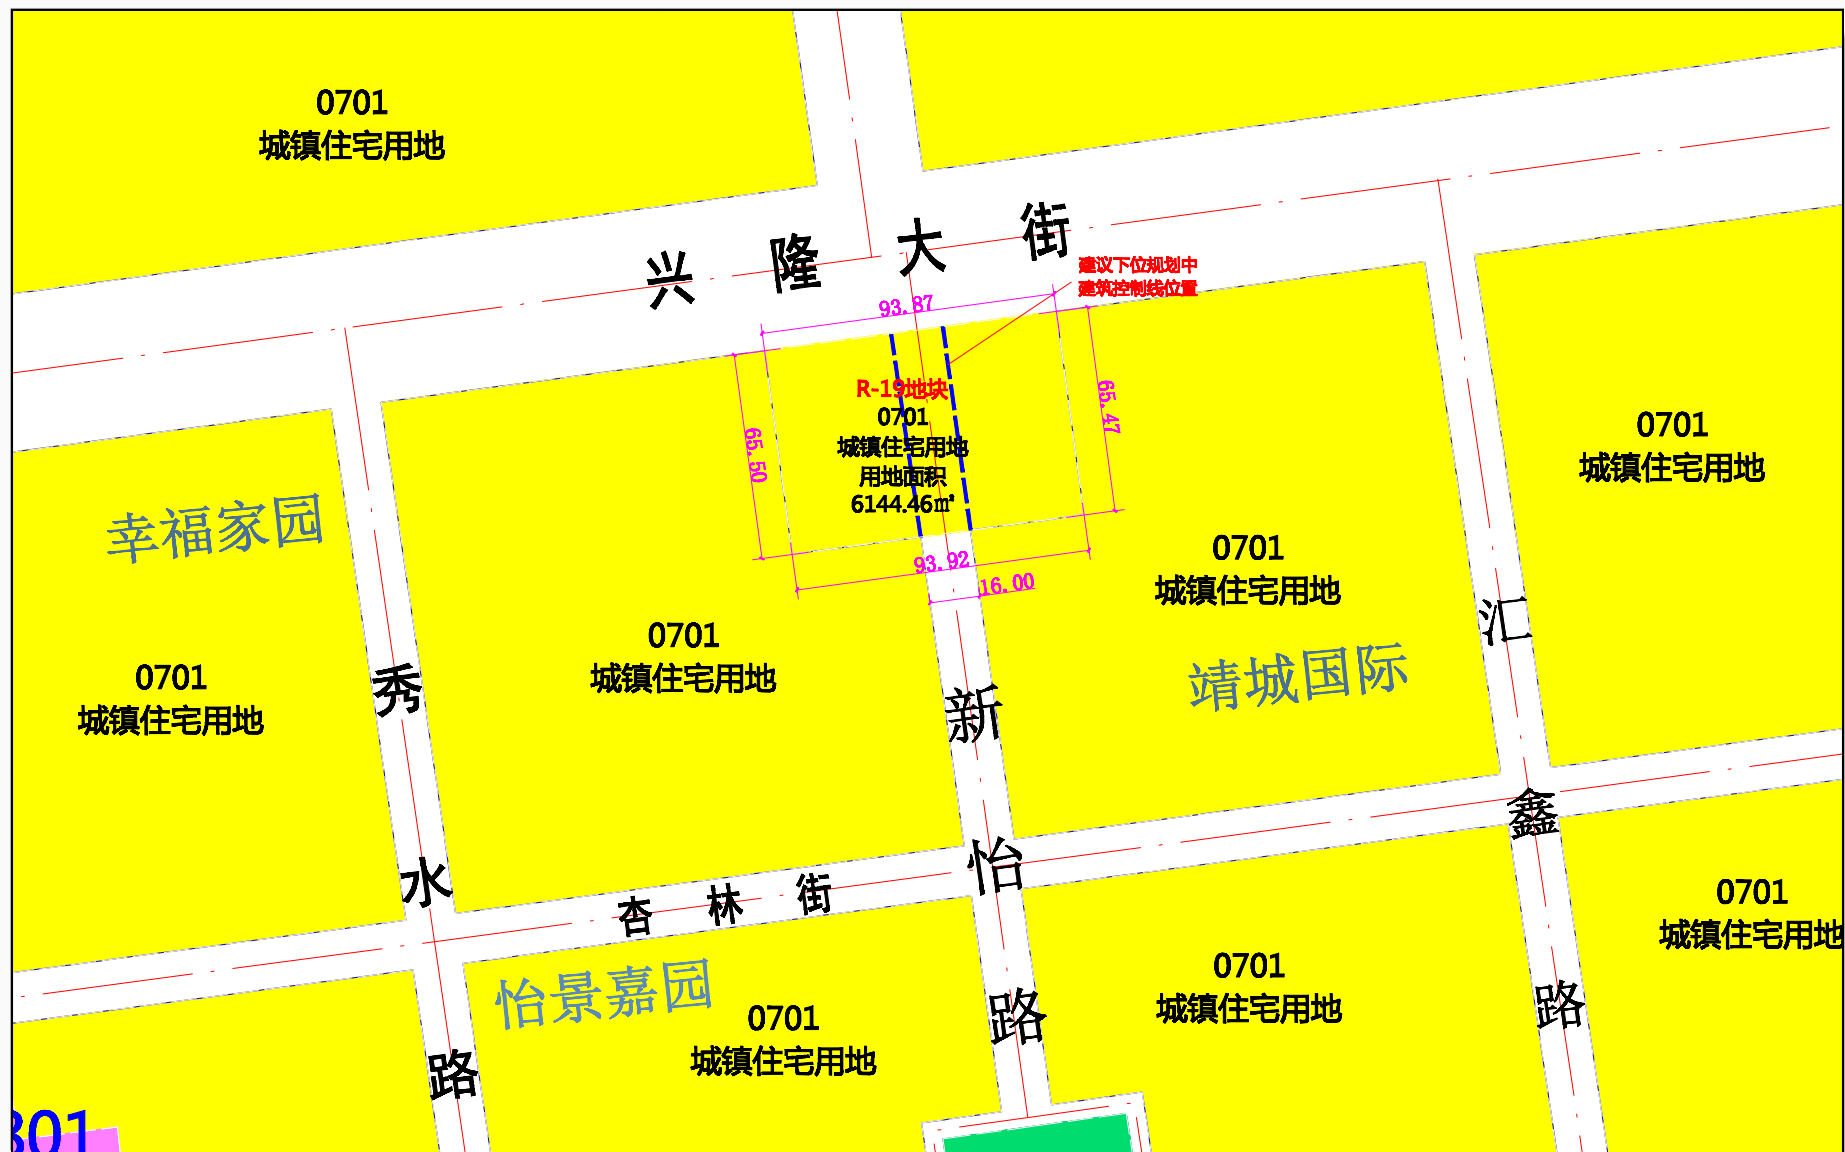 0701
城镇住宅用地
兴隆大街
建议下位规划中
建筑控制线位置
93.87
R-19地块
0701
城镇住宅用地
用地面积
6144.46㎡
65.50
65.47
93.92
16.00
0701
城镇住宅用地
幸福家园
0701
城镇住宅用地
0701
城镇住宅用地
0701
城镇住宅用地
靖城国际
秀水路
新怡路
汇鑫路
杏林街
怡景嘉园
0701
城镇住宅用地
0701
城镇住宅用地
0701
城镇住宅用地
301